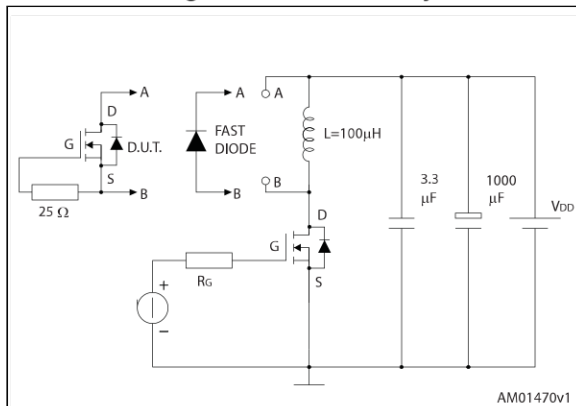 A
D
G
D.U.T.
S
B
25 Ω
A
FAST
DIODE
B
A
L=100μH
B
D
G
S
RG
+
−
3.3
μF
1000
μF
VDD
AM01470v1